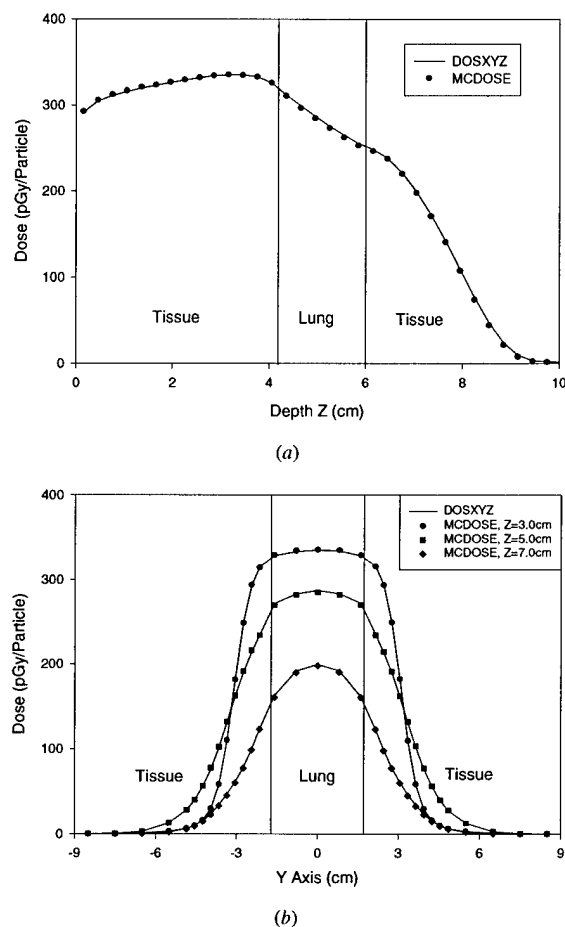 400
300
200
100
0
Dose (pGy/Particle)
DOSXYZ
MCDOSE
Tissue
Lung
Tissue
0 2 4 6 8 10
Depth Z (cm)
(a)
400
300
200
100
0
Dose (pGy/Particle)
DOSXYZ
MCDOSE, Z=3.0cm
MCDOSE, Z=5.0cm
MCDOSE, Z=7.0cm
Tissue
Lung
Tissue
-9 -6 -3 0 3 6 9
Y Axis (cm)
(b)